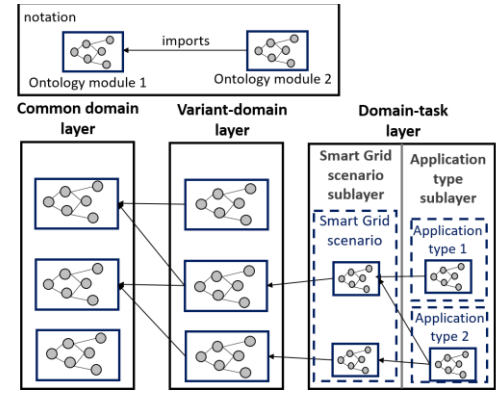 notation
imports
Ontology module 1
Ontology module 2
Common domain
layer
Variant-domain
layer
Domain-task
layer
Smart Grid
scenario
sublayer
Application
type
sublayer
Smart Grid
scenario
Application
type 1
Application
type 2